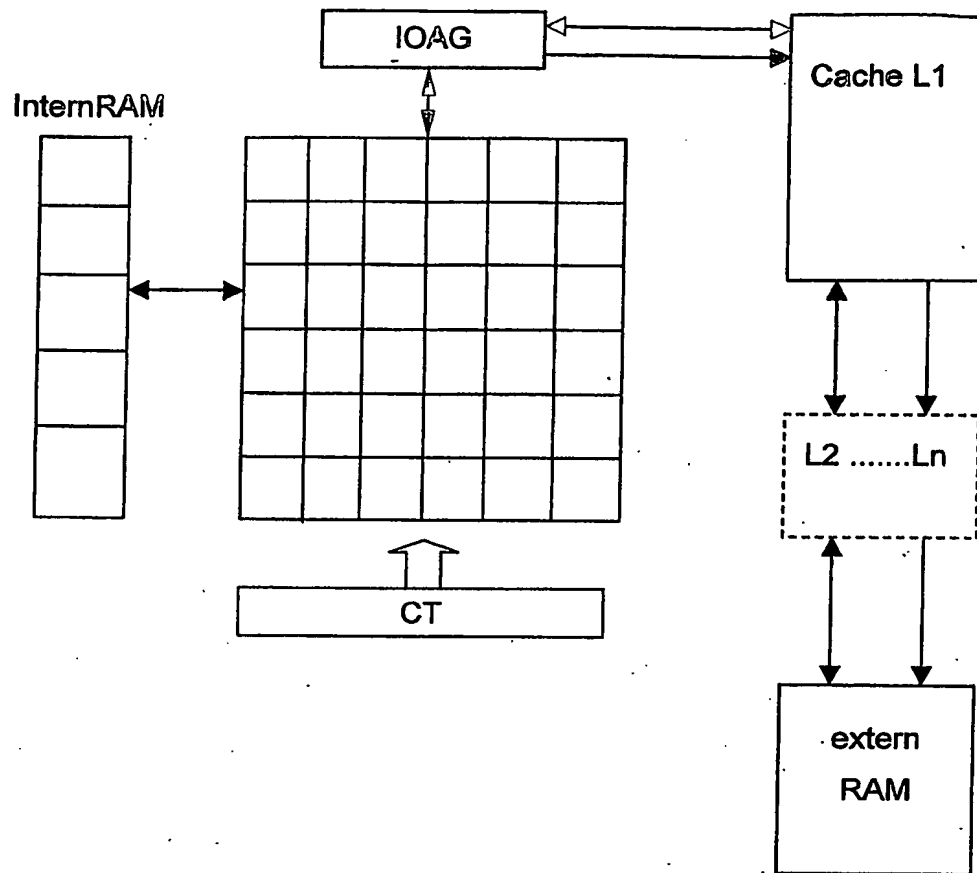 IOAG
Cache L1
InternRAM
L2 .......Ln
CT
extern
RAM